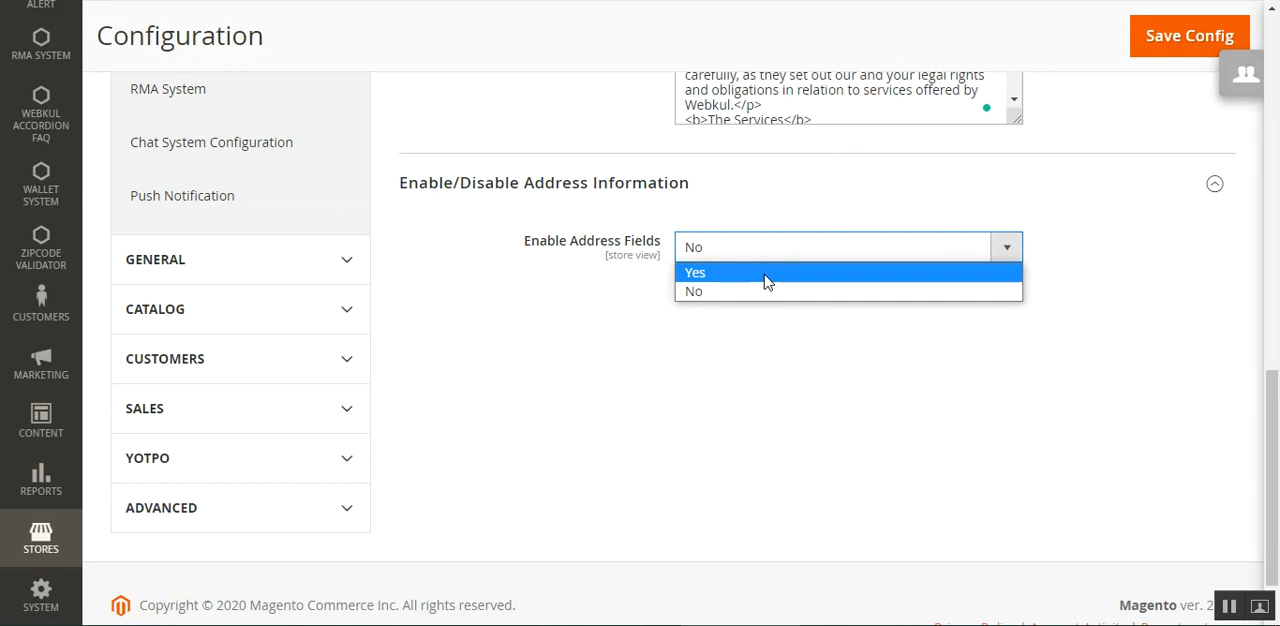 ALERT
RMA SYSTEM
WEBKUL
ACCORDION
FAQ
WALLET
SYSTEM
ZIPCODE
VALIDATOR
CUSTOMERS
MARKETING
CONTENT
REPORTS
STORES
SYSTEM
Configuration
Save Config
RMA System
Chat System Configuration
Push Notification
GENERAL
CATALOG
CUSTOMERS
SALES
YOTPO
ADVANCED
carefully, as they set out our and your legal rights
and obligations in relation to services offered by
Webkul.</p>
<b>The Services</b>
Enable/Disable Address Information
Enable Address Fields
[store view]
No
Yes
No
Copyright © 2020 Magento Commerce Inc. All rights reserved.
Magento ver. 2